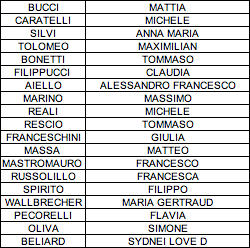 BUCCI MATTIA
CARATELLI MICHELE
SILVI ANNA MARIA
TOLOMEO MAXIMILIAN
BONETTI TOMMASO
FILIPPUCCI CLAUDIA
AIELLO ALESSANDRO FRANCESCO
MARINO MASSIMO
REALI MICHELE
RESCIO TOMMASO
FRANCESCHINI GIULIA
MASSA MATTEO
MASTROMAURO FRANCESCO
RUSSOLILLO FRANCESCA
SPIRITO FILIPPO
WALLBRECHER MARIA GERTRAUD
PECORELLI FLAVIA
OLIVA SIMONE
BELIARD SYDNEI LOVE D